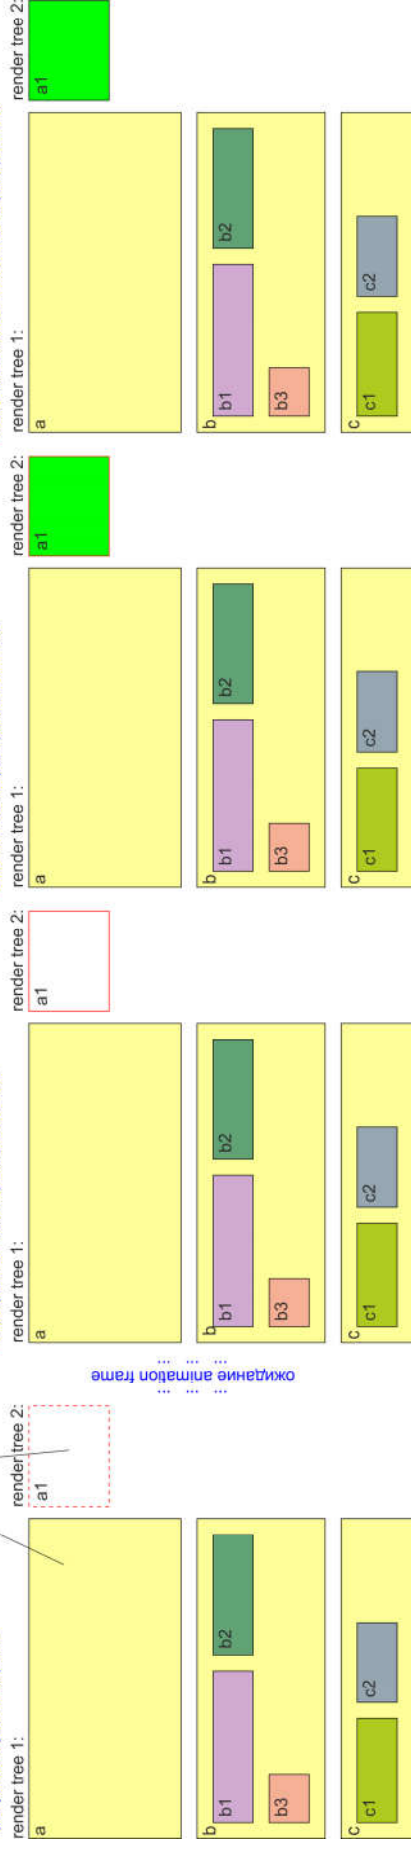 render tree 1:
a
b
b1
b2
b3
c
c1
c2
render tree 2:
a1
...
...
...
ожидание animation frame
...
...
...
render tree 1:
a
b
b1
b2
b3
c
c1
c2
render tree 2:
a1
render tree 1:
a
b
b1
b2
b3
c
c1
c2
render tree 2:
a1
render tree 1:
a
b
b1
b2
b3
c
c1
c2
render tree 2:
a1